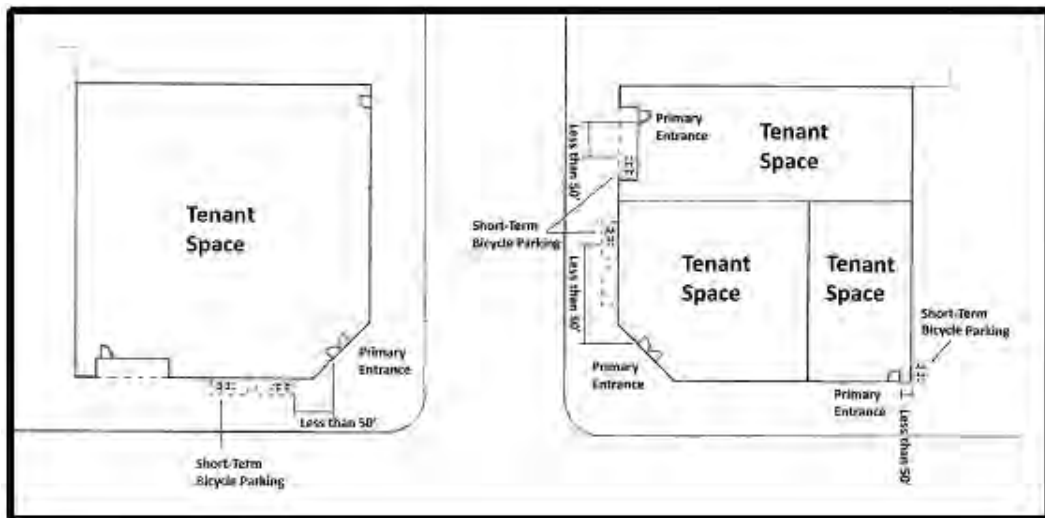 Tenant
Space
Primary
Entrance
Less than 50'
Short-Term
Bicycle Parking
Less than 50'
Primary
Entrance
Tenant
Space
Short-Term
Bicycle Parking
Less than 50'
Tenant
Space
Tenant
Space
Short-Term
Bicycle Parking
Primary
Entrance
Primary
Entrance
Less than 50'